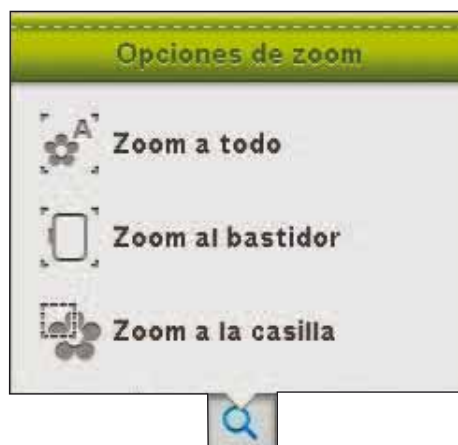 Opciones de zoom
A
Zoom a todo
Zoom al bastidor
Zoom a la casilla